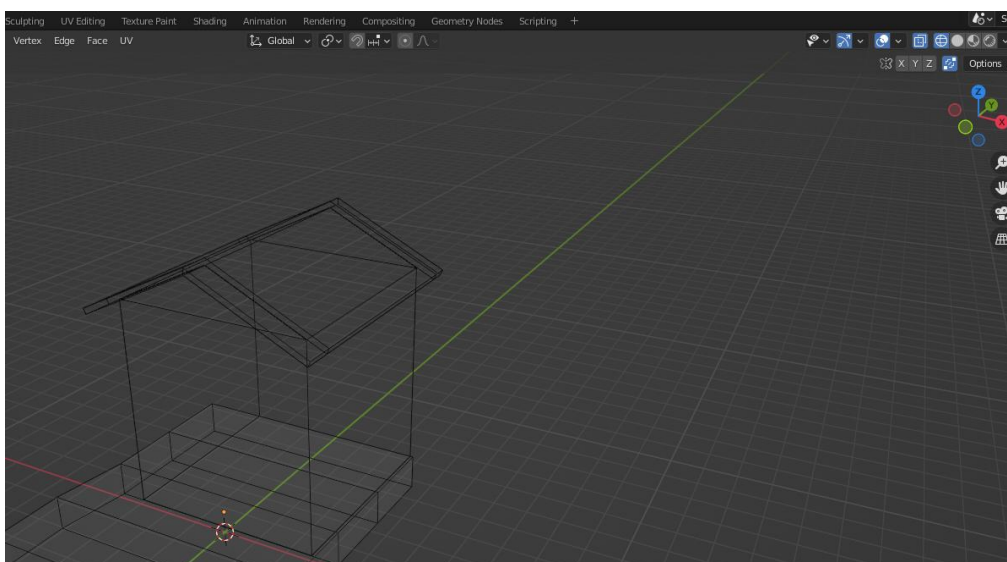 Sculpting UV Editing Texture Paint Shading Animation Rendering Compositing Geometry Nodes Scripting +
Vertex Edge Face UV Global
X Y Z Options
Z
Y
X